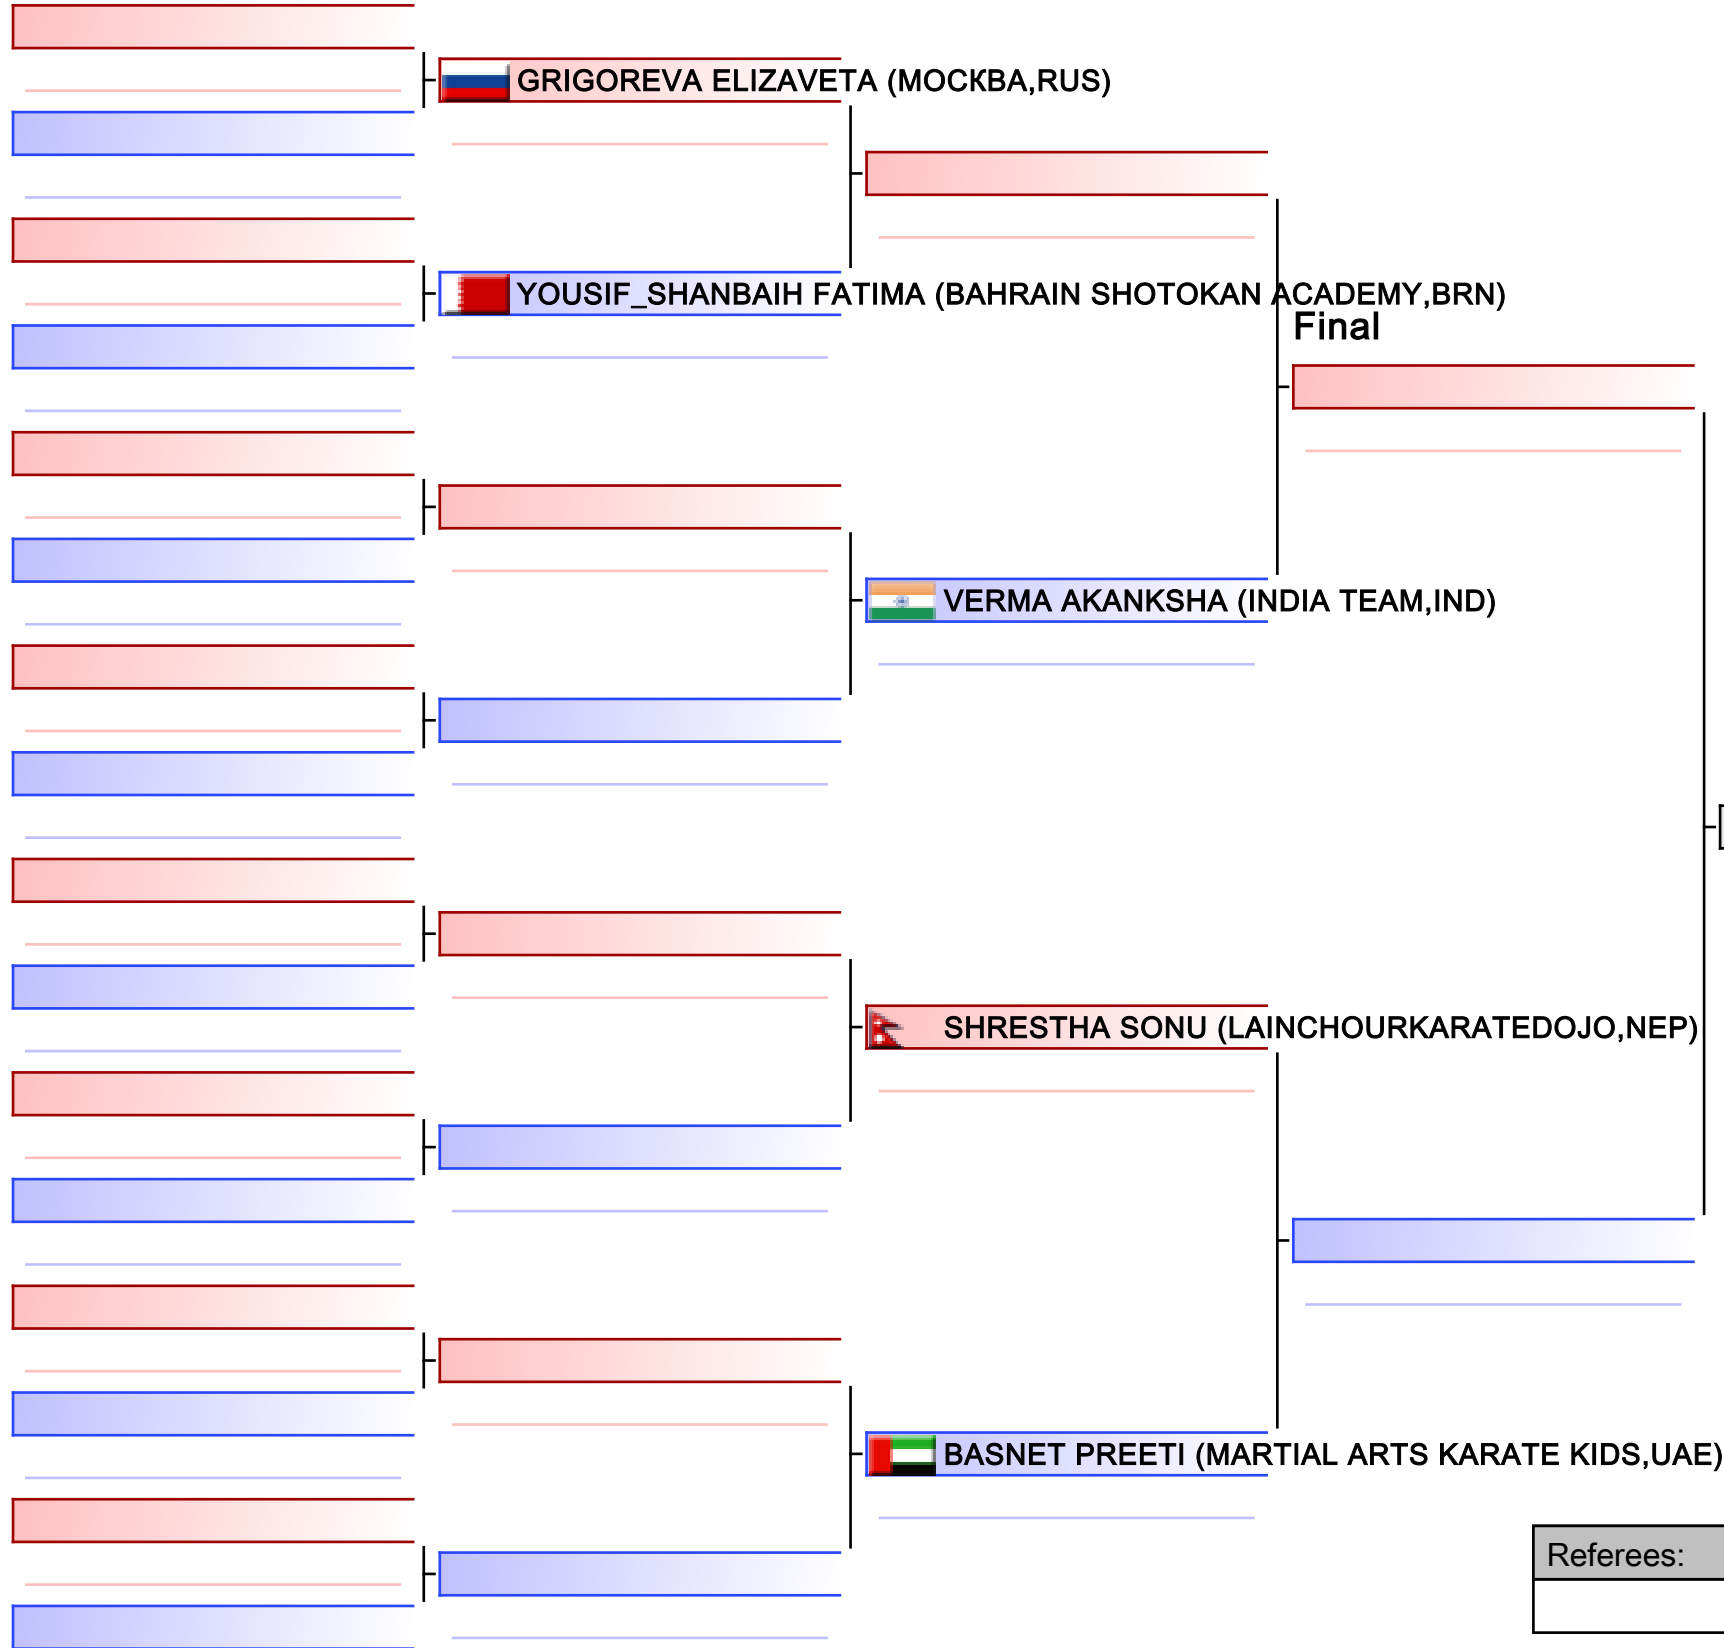 GRIGOREVA ELIZAVETA (МОСКВА,RUS)
YOUSIF_SHANBAIH FATIMA (BAHRAIN SHOTOKAN ACADEMY,BRN)
Final
VERMA AKANKSHA (INDIA TEAM,IND)
SHRESTHA SONU (LAINCHOURKARATEDOJO,NEP)
BASNET PREETI (MARTIAL ARTS KARATE KIDS,UAE)
Referees: